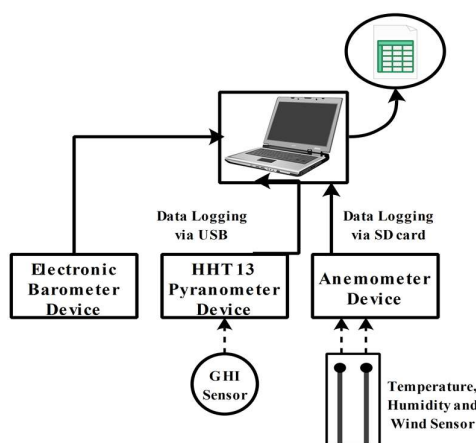 Data Logging
via USB
Data Logging
via SD card
Electronic
Barometer
Device
HHT13
Pyranometer
Device
Anemometer
Device
GHI
Sensor
Temperature,
Humidity and
Wind Sensor